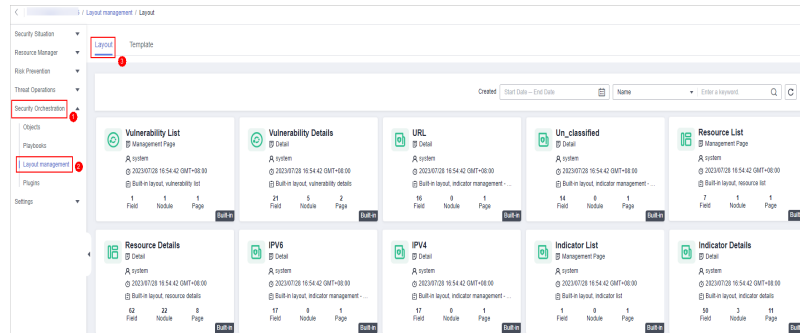 / Layout management / Layout
Security Situation
Resource Manager
Risk Prevention
Threat Operations
Security Orchestration
1
Objects
Playbooks
Layout management
2
Plugins
Settings
Layout
Template
3
Created
Start Date -- End Date
Name
Enter a keyword.
Vulnerability List
Management Page
system
2023/07/28 16:54:42 GMT+08:00
Built-in layout, vulnerability list
1 1 1
Field Nodule Page
Built-in
Vulnerability Details
Detail
system
2023/07/28 16:54:42 GMT+08:00
Built-in layout, vulnerability details
21 5 2
Field Nodule Page
Built-in
URL
Detail
system
2023/07/28 16:54:42 GMT+08:00
Built-in layout, indicator management - ...
16 0 1
Field Nodule Page
Built-in
Un_classified
Detail
system
2023/07/28 16:54:42 GMT+08:00
Built-in layout, indicator management - ...
14 0 1
Field Nodule Page
Built-in
Resource List
Management Page
system
2023/07/28 16:54:42 GMT+08:00
Built-in layout, resource list
7 1 1
Field Nodule Page
Built-in
Resource Details
Detail
system
2023/07/28 16:54:42 GMT+08:00
Built-in layout, resource details
62 22 8
Field Nodule Page
Built-in
IPV6
Detail
system
2023/07/28 16:54:42 GMT+08:00
Built-in layout, indicator management - ...
17 0 1
Field Nodule Page
Built-in
IPV4
Detail
system
2023/07/28 16:54:42 GMT+08:00
Built-in layout, indicator management - ...
17 0 1
Field Nodule Page
Built-in
Indicator List
Management Page
system
2023/07/28 16:54:42 GMT+08:00
Built-in layout, indicator list
1 0 1
Field Nodule Page
Built-in
Indicator Details
Detail
system
2023/07/28 16:54:42 GMT+08:00
Built-in layout, indicator details
50 3 11
Field Nodule Page
Built-in